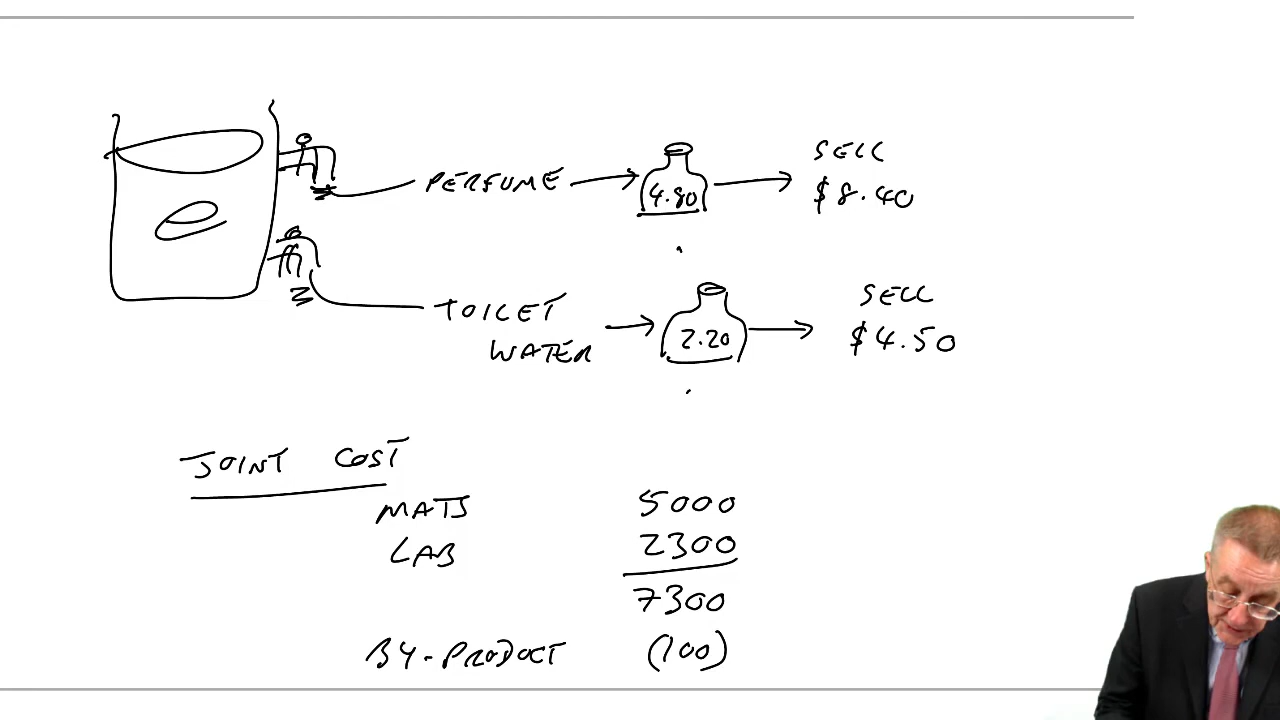 PERFUME
4.80
SELL
$8.40
TOILET
WATER
2.20
SELL
$4.50
JOINT COST
MATS 5000
LAB 2300
7300
BY-PRODUCT (100)